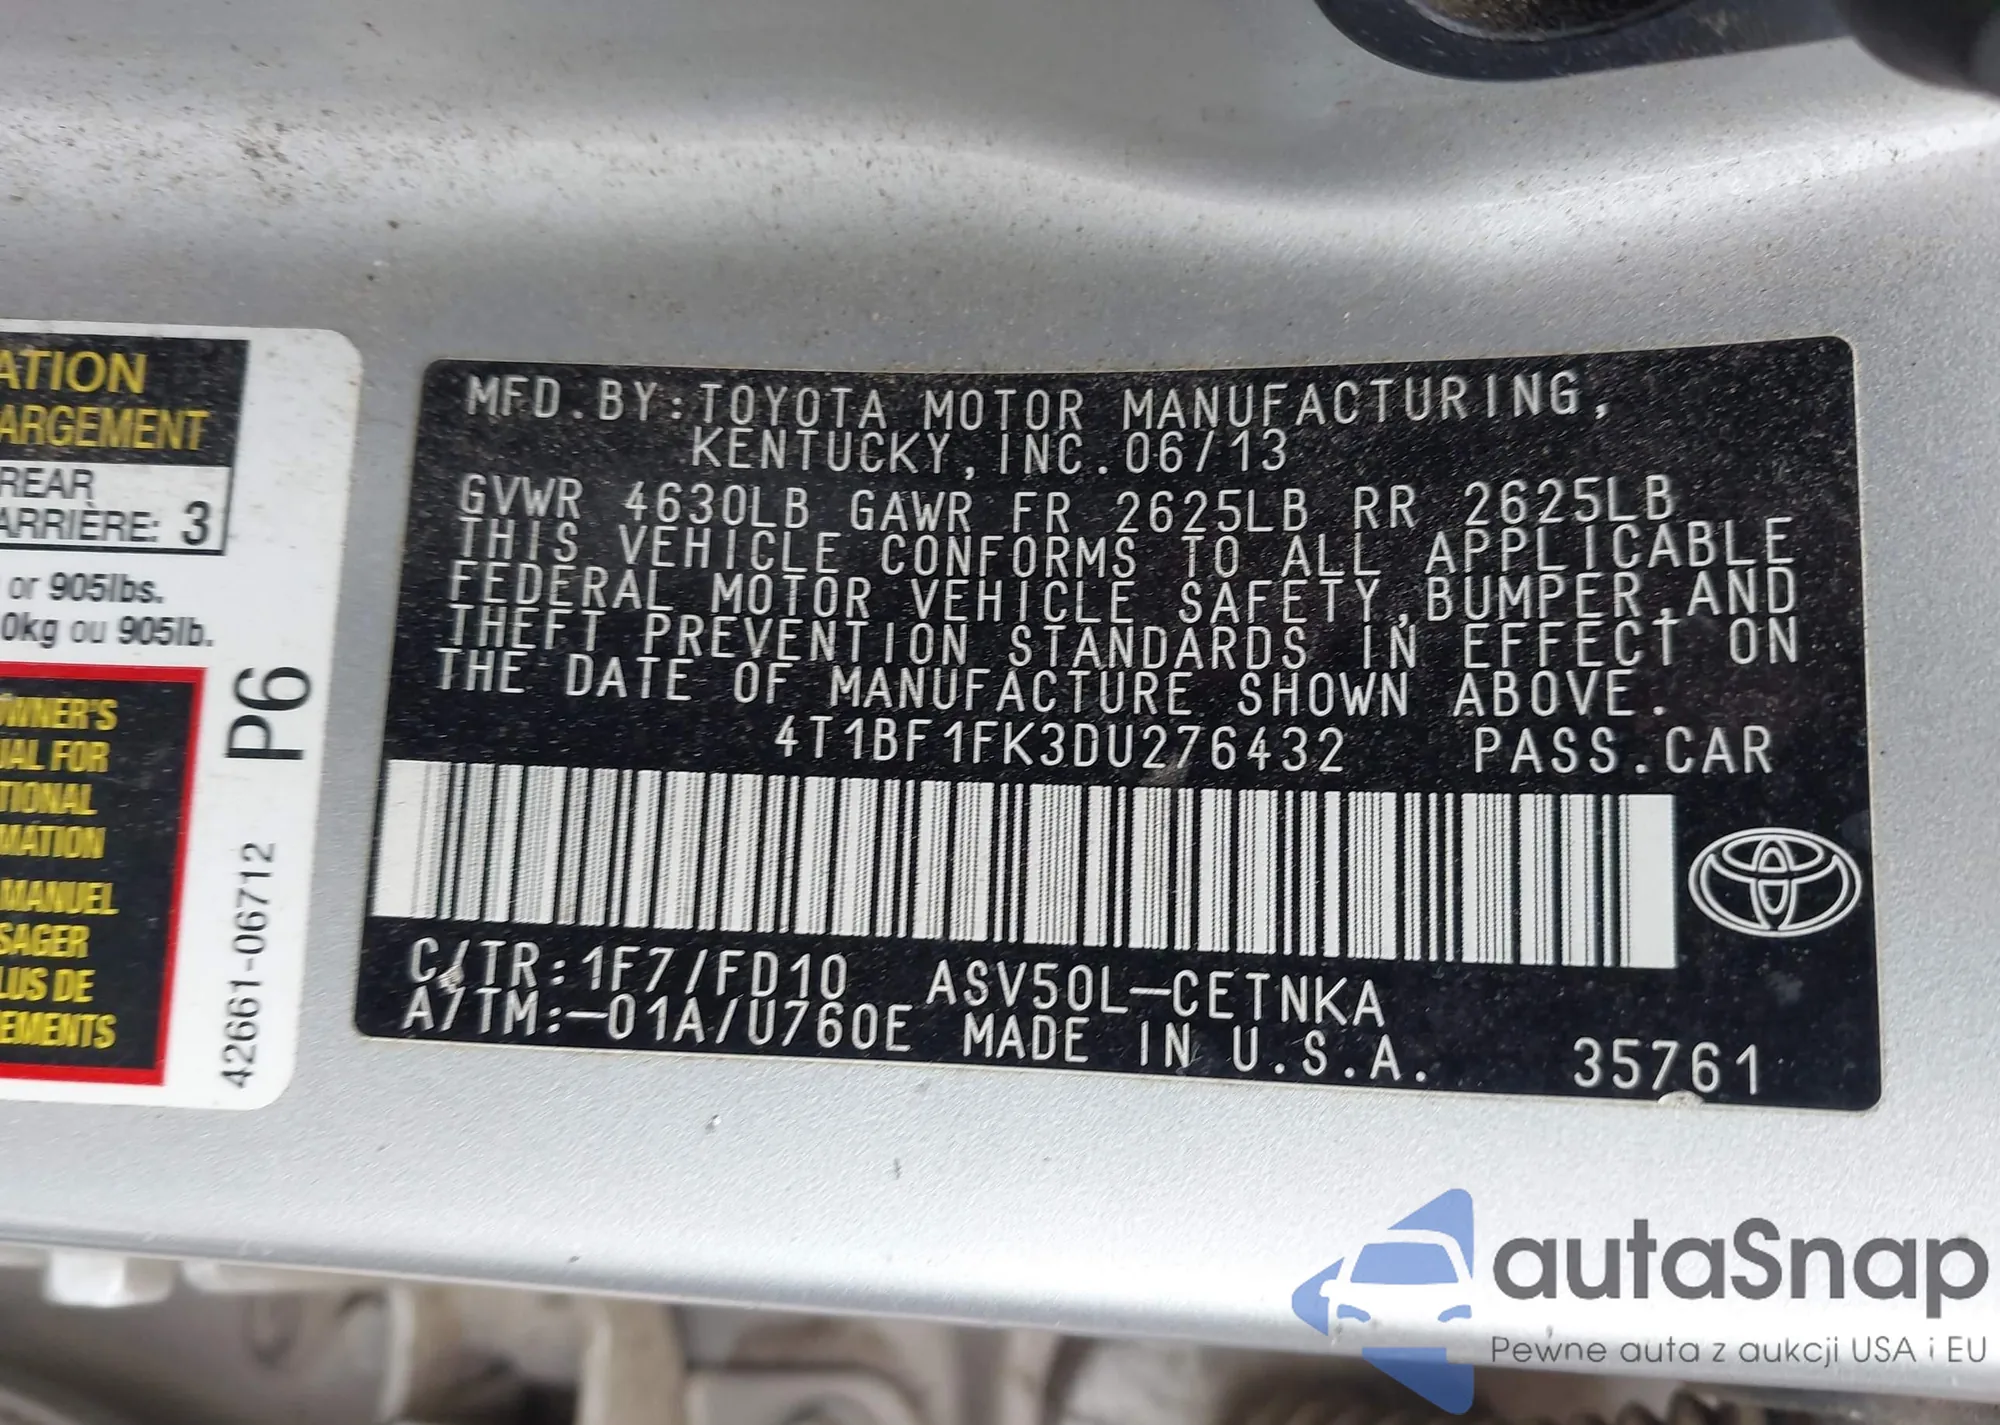 ATION
ARGEMENT
REAR
ARRIÈRE: 3
or 905lbs.
0kg ou 905lb.
OWNER'S
UAL FOR
TIONAL
RMATION
MANUEL
SAGER
LUS DE
EMENTS
P6
42661-06712
MFD.BY:TOYOTA MOTOR MANUFACTURING,
KENTUCKY, INC.06/13
GVWR 4630LB GAWR FR 2625LB RR 2625LB
THIS VEHICLE CONFORMS TO ALL APPLICABLE
FEDERAL MOTOR VEHICLE SAFETY,BUMPER,AND
THEFT PREVENTION STANDARDS IN EFFECT ON
THE DATE OF MANUFACTURE SHOWN ABOVE.
4T1BF1FK3DU276432 PASS.CAR
C/TR:1F7/FD10 ASV50L-CETNKA
A/TM:-01A/U760E MADE IN U.S.A. 35761
autaSnap
Pewne auta z aukcji USA i EU